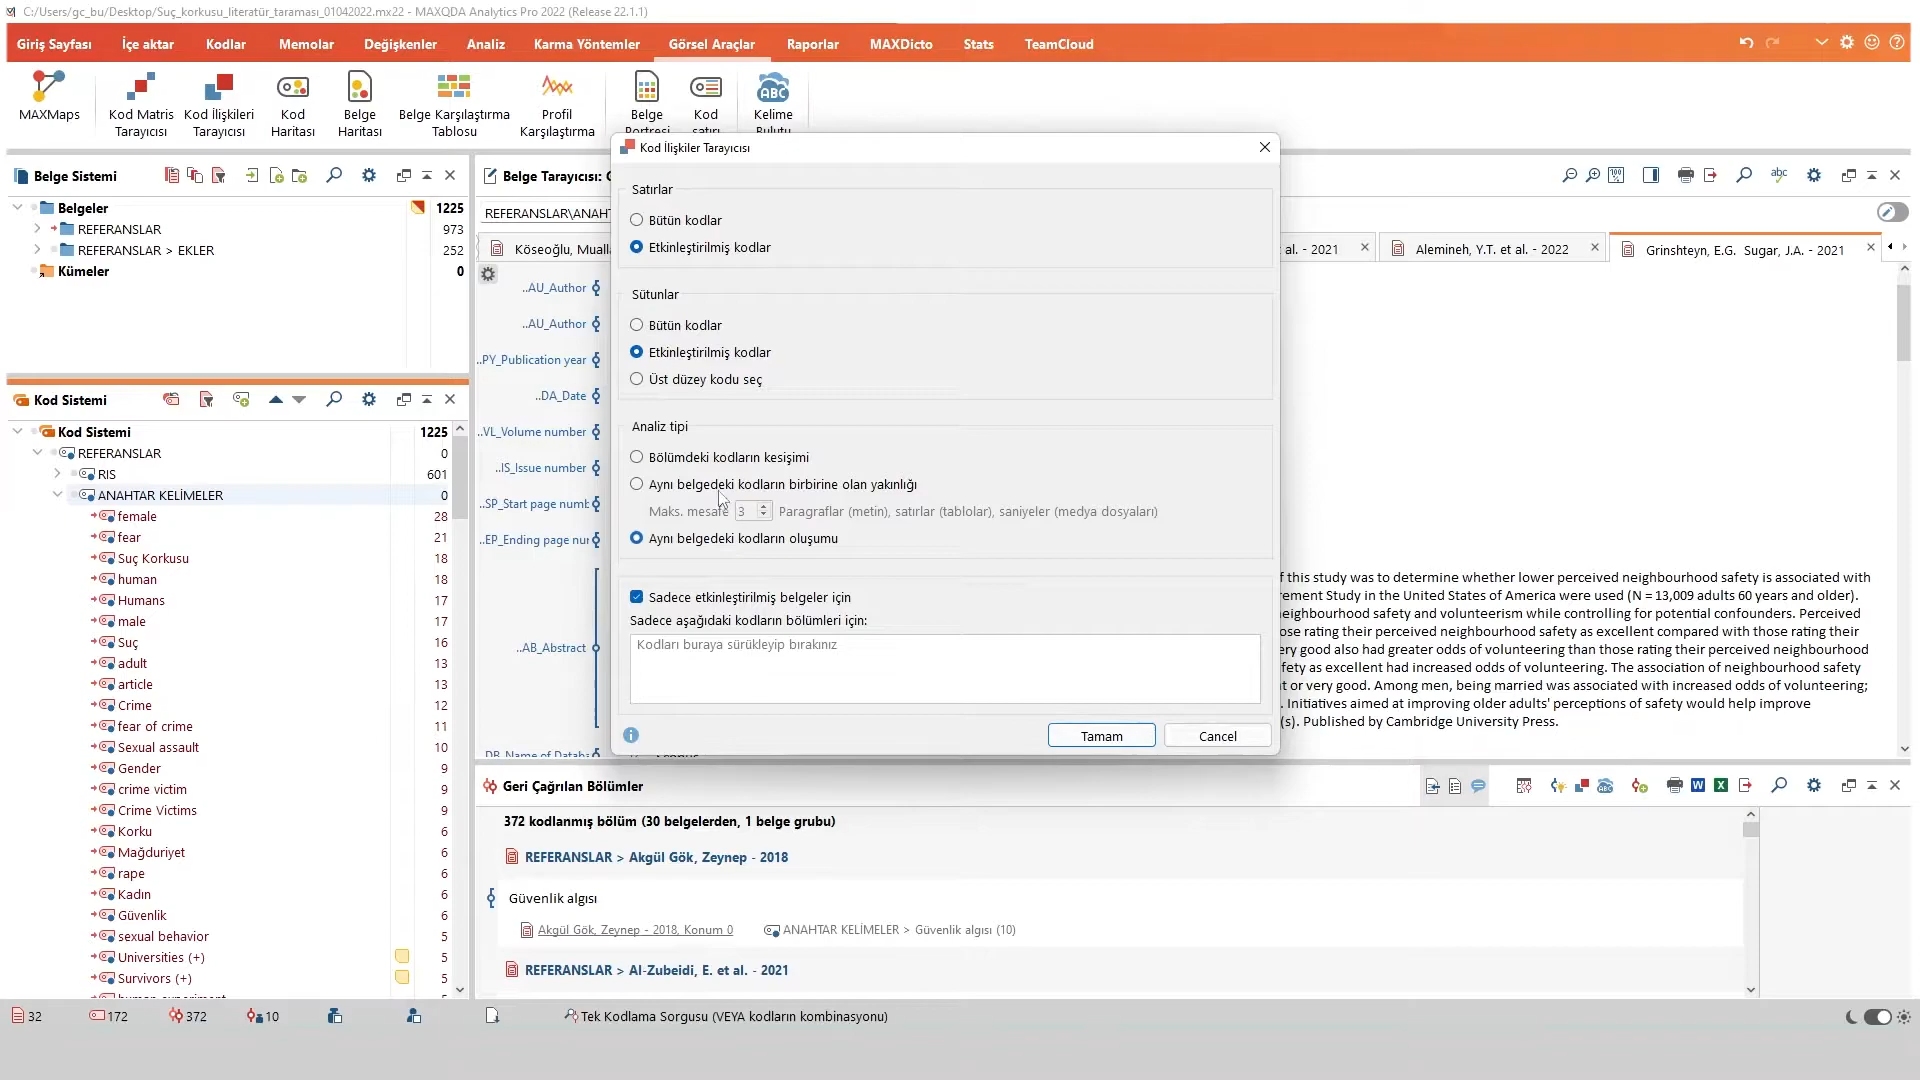 C:/Users/gc_bu/Desktop/Suç_korkusu_literatür_taraması_01042022.mx22 - MAXQDA Analytics Pro 2022 (Release 22.1.1)
Giriş Sayfası İçe aktar Kodlar Memolar Değişkenler Analiz Karma Yöntemler Görsel Araçlar Raporlar MAXDicto Stats TeamCloud
MAXMaps
Kod Matris Tarayıcısı
Kod İlişkileri Tarayıcısı
Kod Haritası
Belge Haritası
Belge Karşılaştırma Tablosu
Profil Karşılaştırma
Belge Portresi
Kod satırı
Kelime Bulutu
Belge Sistemi
Belgeler 1225
REFERANSLAR 973
REFERANSLAR > EKLER 252
Kümeler 0
Kod Sistemi
Kod Sistemi 1225
REFERANSLAR 0
RIS 601
ANAHTAR KELİMELER 0
female 28
fear 21
Suç Korkusu 18
human 18
Humans 17
male 17
Suç 16
adult 13
article 13
Crime 12
fear of crime 11
Sexual assault 10
Gender 9
crime victim 9
Crime Victims 9
Korku 6
Mağduriyet 6
rape 6
Kadın 6
Güvenlik 6
sexual behavior 5
Universities (+) 5
Survivors (+) 5
human experiment 5
Belge Tarayıcısı:
REFERANSLAR\ANAHT
Köseoğlu, Mualla
al. - 2021
Alemineh, Y.T. et al. - 2022
Grinshteyn, E.G. Sugar, J.A. - 2021
..AU_Author
..AU_Author
..PY_Publication year
..DA_Date
..VL_Volume number
..IS_Issue number
..SP_Start page numb
..EP_Ending page nur
..AB_Abstract
..DB_Name of Databa
Kod İlişkiler Tarayıcısı
Satırlar
Bütün kodlar
Etkinleştirilmiş kodlar
Sütunlar
Bütün kodlar
Etkinleştirilmiş kodlar
Üst düzey kodu seç
Analiz tipi
Bölümdeki kodların kesişimi
Aynı belgedeki kodların birbirine olan yakınlığı
Maks. mesafe 3 Paragraflar (metin), satırlar (tablolar), saniyeler (medya dosyaları)
Aynı belgedeki kodların oluşumu
Sadece etkinleştirilmiş belgeler için
Sadece aşağıdaki kodların bölümleri için:
Kodları buraya sürükleyip bırakınız
Tamam Cancel
f this study was to determine whether lower perceived neighbourhood safety is associated with
ement Study in the United States of America were used (N = 13,009 adults 60 years and older).
eighbourhood safety and volunteerism while controlling for potential confounders. Perceived
ose rating their perceived neighbourhood safety as excellent compared with those rating their
ery good also had greater odds of volunteering than those rating their perceived neighbourhood
fety as excellent had increased odds of volunteering. The association of neighbourhood safety
t or very good. Among men, being married was associated with increased odds of volunteering;
. Initiatives aimed at improving older adults' perceptions of safety would help improve
(s). Published by Cambridge University Press.
Geri Çağrılan Bölümler
372 kodlanmış bölüm (30 belgelerden, 1 belge grubu)
REFERANSLAR > Akgül Gök, Zeynep - 2018
Güvenlik algısı
Akgül Gök, Zeynep - 2018, Konum 0 ANAHTAR KELİMELER > Güvenlik algısı (10)
REFERANSLAR > Al-Zubeidi, E. et al. - 2021
32 172 372 10 Tek Kodlama Sorgusu (VEYA kodların kombinasyonu)